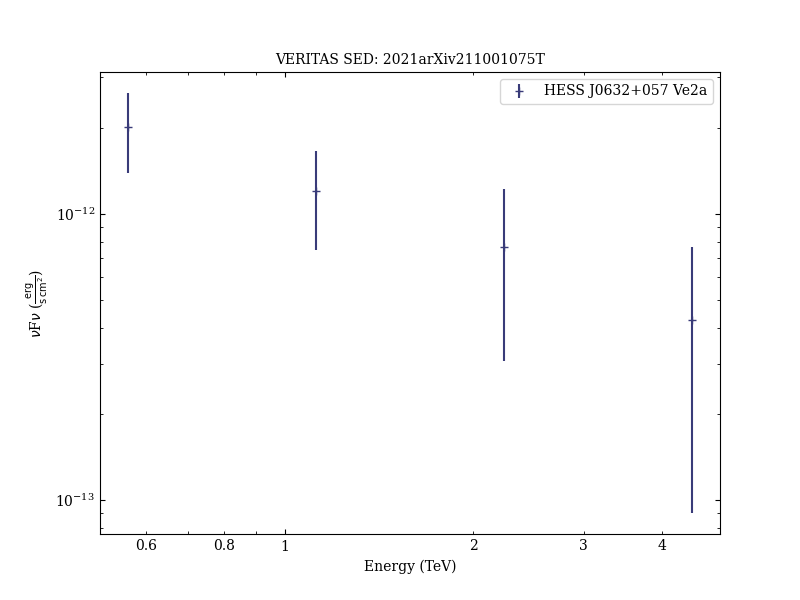 VERITAS SED: 2021arXiv211001075T
HESS J0632+057 Ve2a
10⁻¹²
10⁻¹³
νFν (erg/s cm²)
0.6 0.8 1 2 3 4
Energy (TeV)